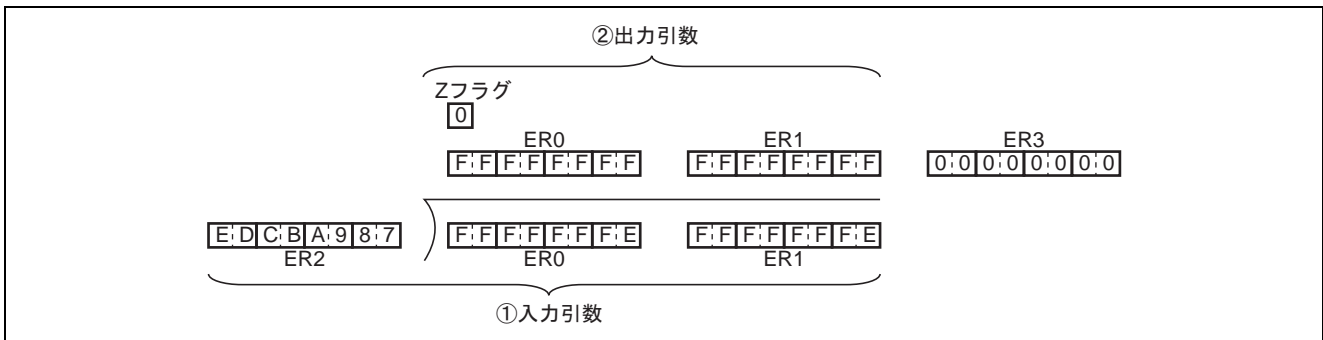 ②出力引数
Zフラグ
0
ER0 ER1 ER3
FFFFFFFF FFFFFFFF 00000000
EDCBA987 FFFFFFFE FFFFFFFE
ER2 ER0 ER1
①入力引数